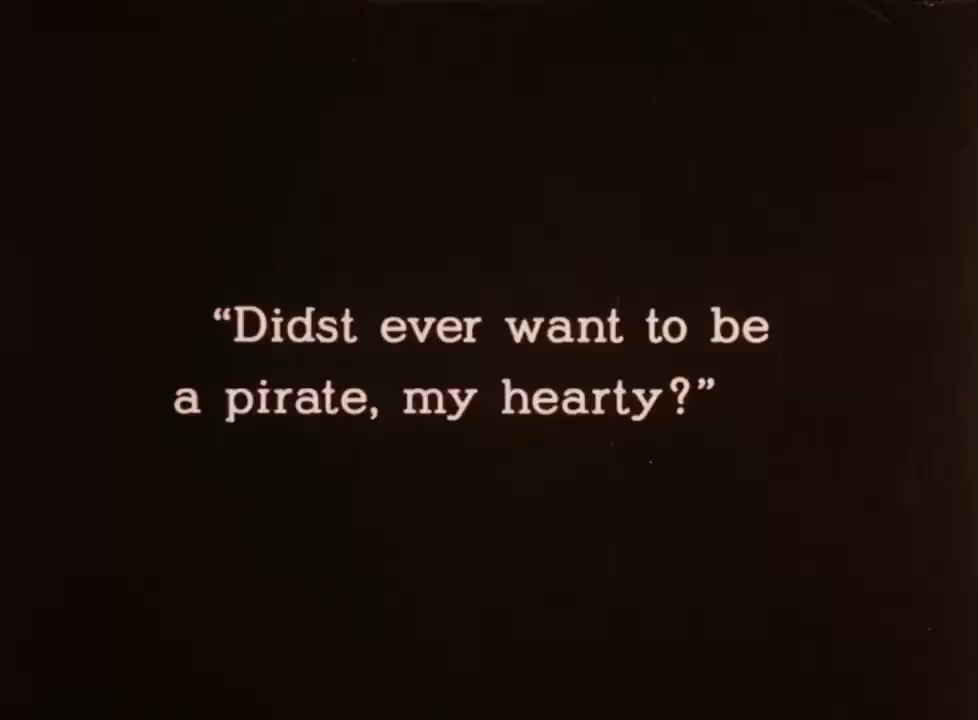 “Didst ever want to be
a pirate, my hearty?”